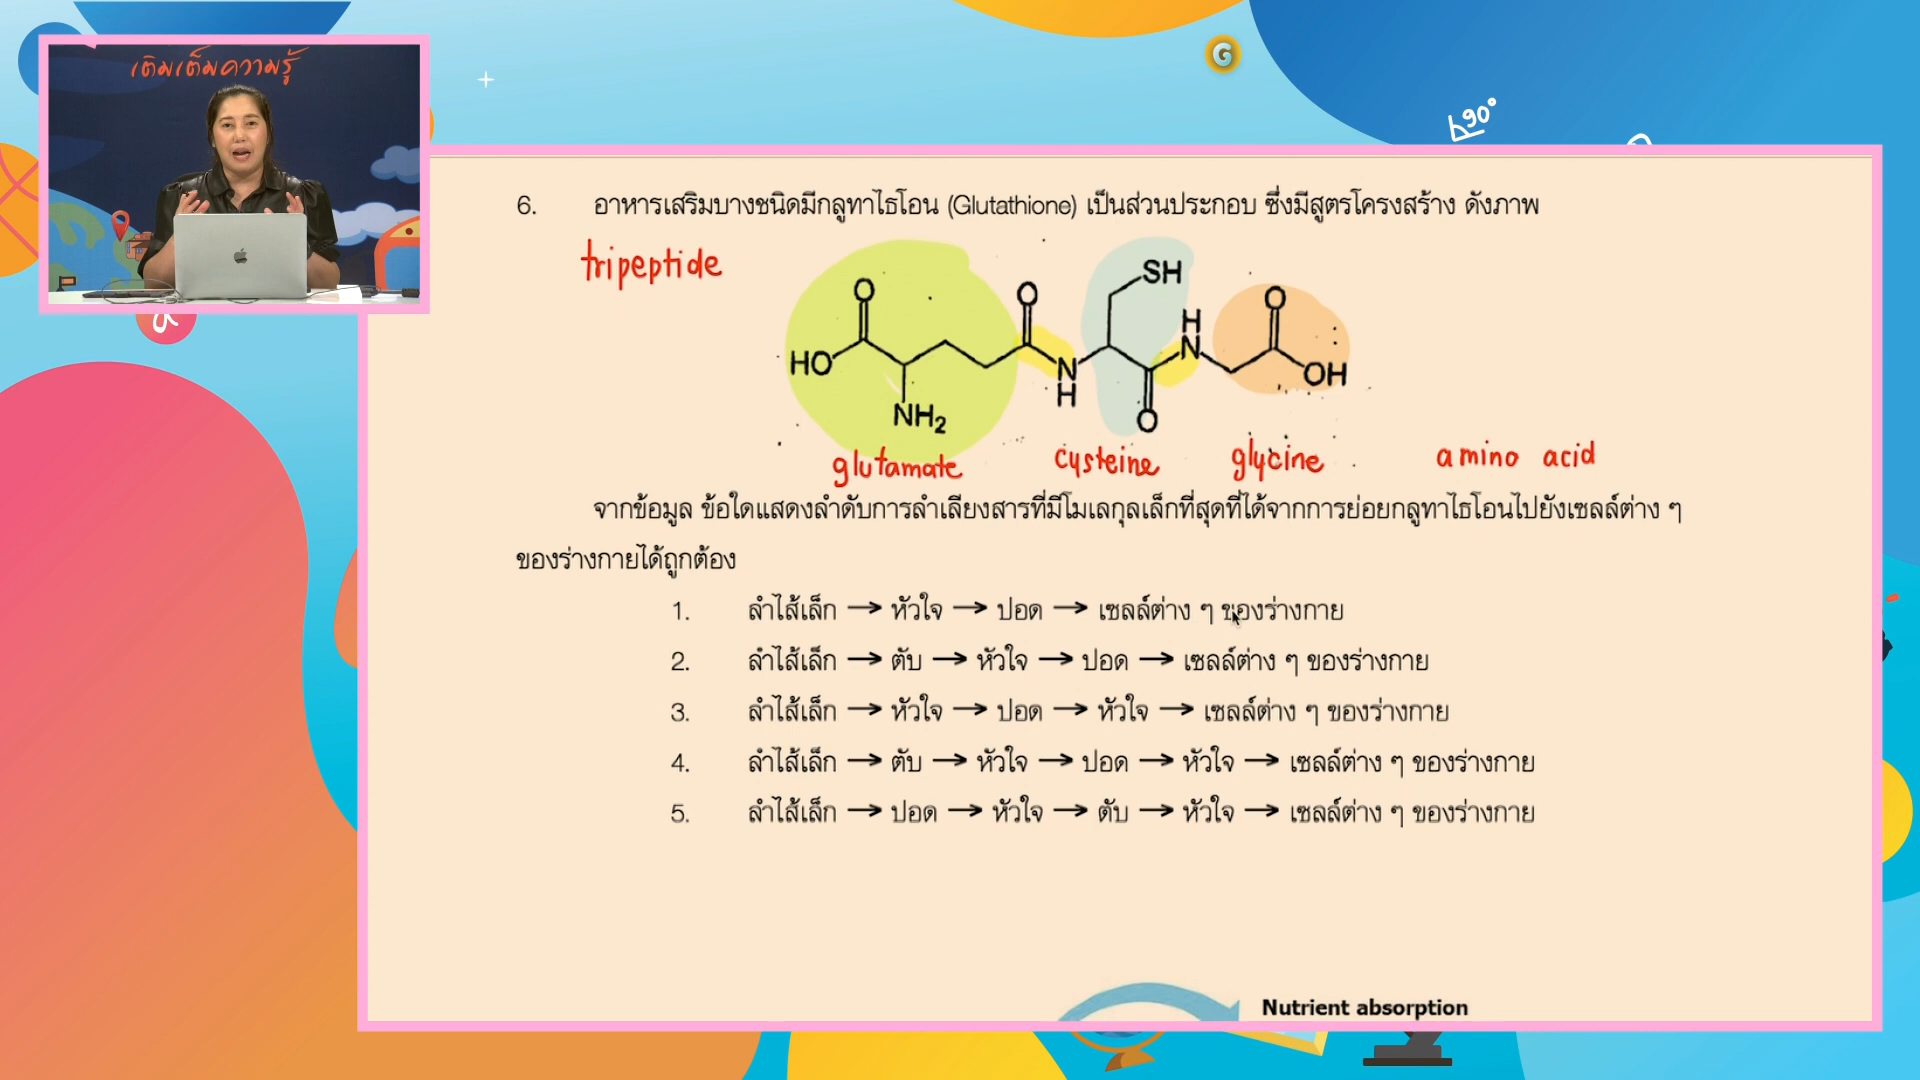 เติมเต็มความรู้
G
90°
6. อาหารเสริมบางชนิดมีกลูทาไธโอน (Glutathione) เป็นส่วนประกอบ ซึ่งมีสูตรโครงสร้าง ดังภาพ
tripeptide
O
HO
NH2
O
N
H
SH
O
H
N
O
OH
glutamate cysteine glycine amino acid
จากข้อมูล ข้อใดแสดงลำดับการลำเลียงสารที่มีโมเลกุลเล็กที่สุดที่ได้จากการย่อยกลูทาไธโอนไปยังเซลล์ต่าง ๆ
ของร่างกายได้ถูกต้อง
1. ลำไส้เล็ก → หัวใจ → ปอด → เซลล์ต่าง ๆ ของร่างกาย
2. ลำไส้เล็ก → ตับ → หัวใจ → ปอด → เซลล์ต่าง ๆ ของร่างกาย
3. ลำไส้เล็ก → หัวใจ → ปอด → หัวใจ → เซลล์ต่าง ๆ ของร่างกาย
4. ลำไส้เล็ก → ตับ → หัวใจ → ปอด → หัวใจ → เซลล์ต่าง ๆ ของร่างกาย
5. ลำไส้เล็ก → ปอด → หัวใจ → ตับ → หัวใจ → เซลล์ต่าง ๆ ของร่างกาย
Nutrient absorption